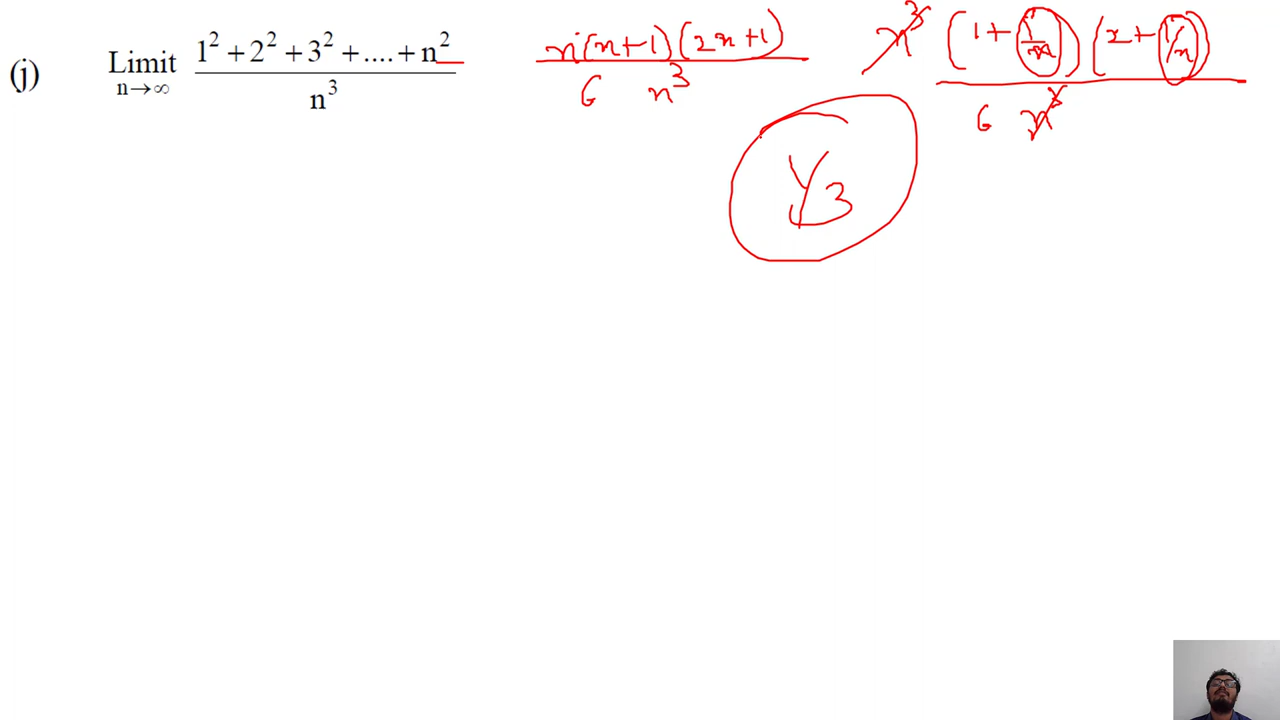 (j) Limit n→∞ 1² + 2² + 3² + .... + n² / n³
n(n+1)(2n+1) / 6 n³
n³ (1 + 1/n) (2 + 1/n) / 6 n³
1/3